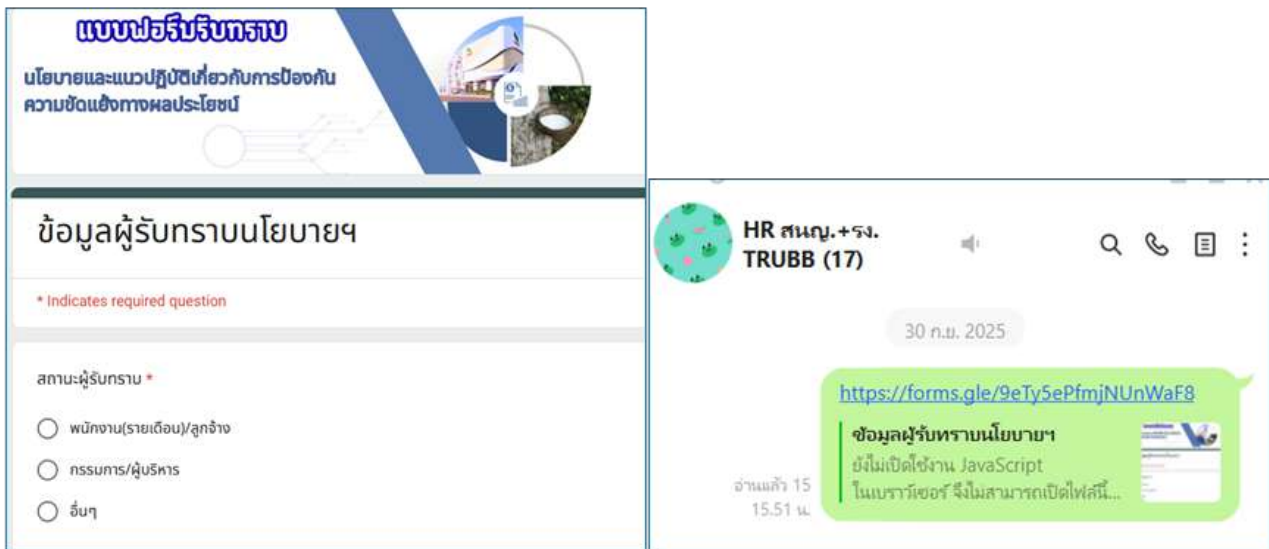 แบบฟอร์มรับทราบ
นโยบายและแนวปฏิบัติเกี่ยวกับการป้องกัน
ความขัดแย้งทางผลประโยชน์
ข้อมูลผู้รับทราบนโยบายฯ
* Indicates required question
สถานะผู้รับทราบ *
พนักงาน(รายเดือน)/ลูกจ้าง
กรรมการ/ผู้บริหาร
อื่นๆ
HR สนญ.+รง.
TRUBB (17)
30 ก.ย. 2025
https://forms.gle/9eTy5ePfmjNUnWaF8
ข้อมูลผู้รับทราบนโยบายฯ
ยังไม่เปิดใช้งาน JavaScript
ในเบราว์เซอร์ จึงไม่สามารถเปิดไฟล์นี้...
อ่านแล้ว 15
15.51 น.